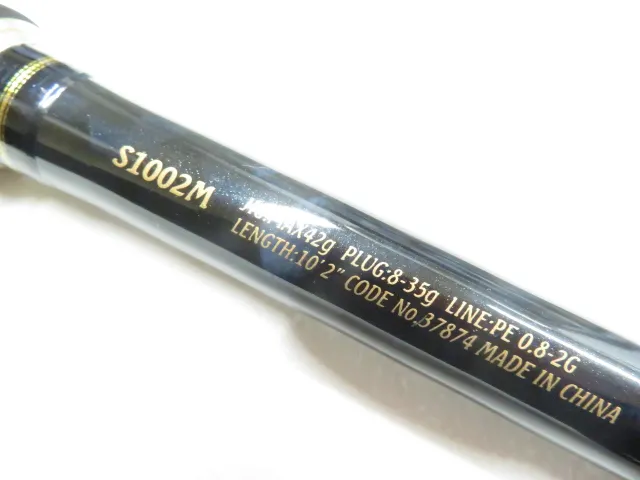 S1002M
JIG:MAX42g PLUG:8-35g LINE:PE 0.8-2G
LENGTH:10'2" CODE No,37874 MADE IN CHINA